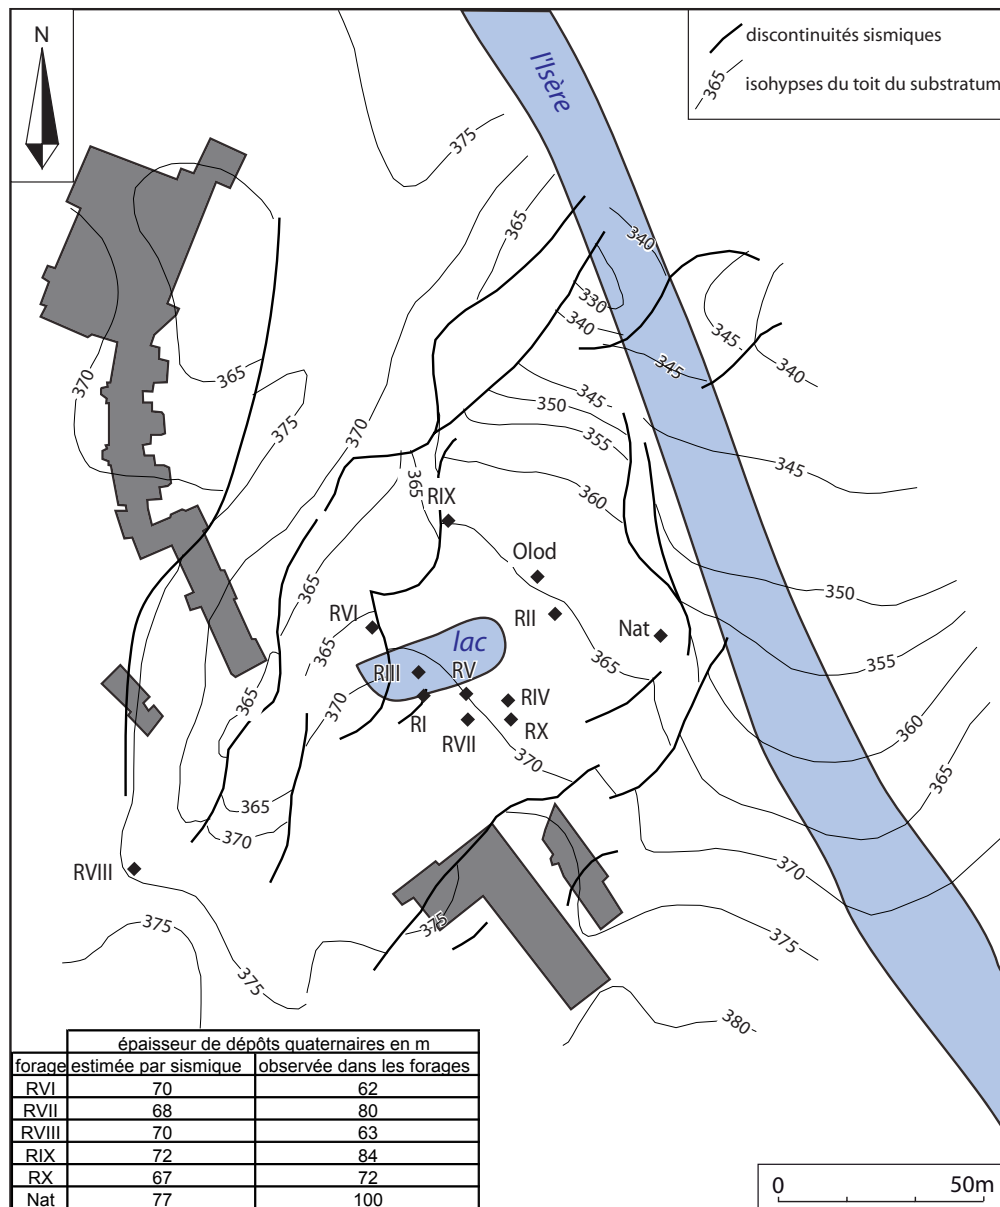 N
l'Isère
discontinuités sismiques
365
isohypses du toit du substratum
375
365
340
330
340
345
345
340
370
365
375
370
345
350
355
345
360
365
RIX
Olod
350
RII
Nat
365
RVI
lac
365
365
355
RIII
RV
370
RIV
365
RI
RVII
RX
360
370
365
365
370
RVIII
370
375
375
375
375
380
épaisseur de dépôts quaternaires en m
forage estimée par sismique observée dans les forages
RVI 70 62
RVII 68 80
RVIII 70 63
RIX 72 84
RX 67 72
Nat 77 100
0 50m